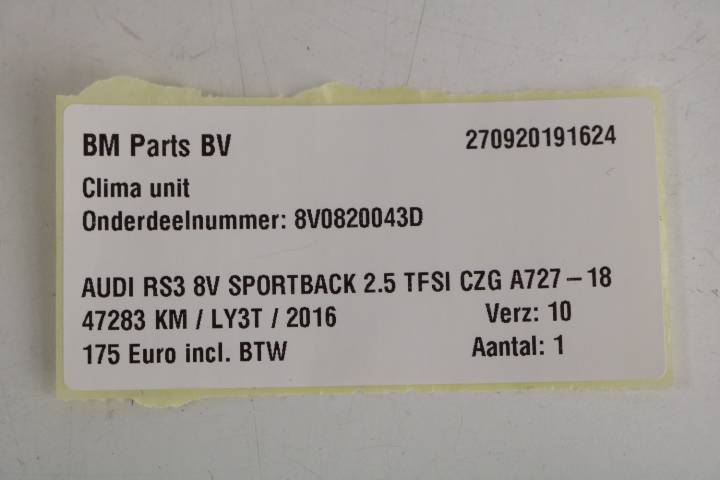 BM Parts BV 270920191624
Clima unit
Onderdeelnummer: 8V0820043D
AUDI RS3 8V SPORTBACK 2.5 TFSI CZG A727 – 18
47283 KM / LY3T / 2016 Verz: 10
175 Euro incl. BTW Aantal: 1